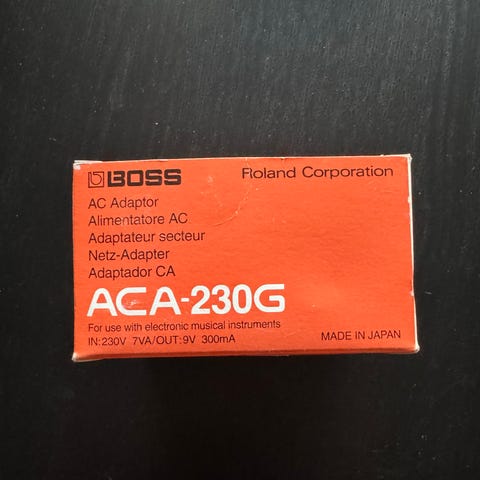 BOSS Roland Corporation
AC Adaptor
Alimentatore AC
Adaptateur secteur
Netz-Adapter
Adaptador CA
ACA-230G
For use with electronic musical instruments
IN:230V 7VA/OUT:9V 300mA MADE IN JAPAN